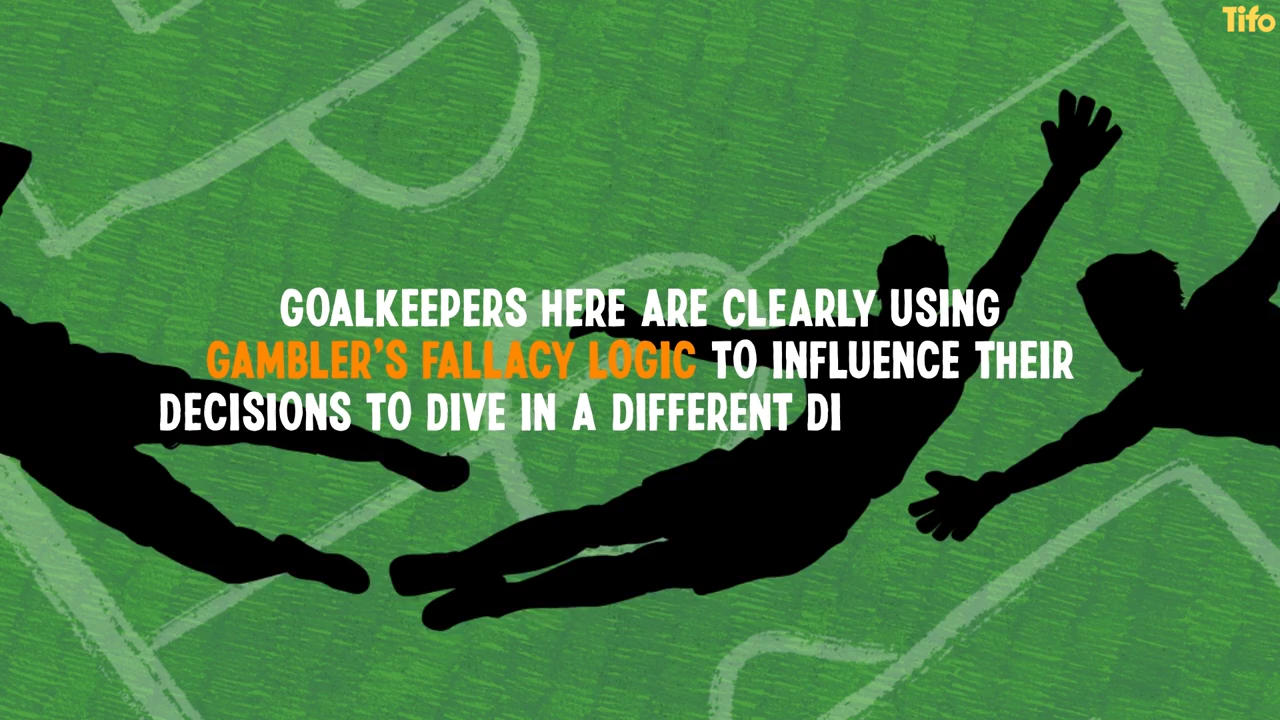 Tifo
GOALKEEPERS HERE ARE CLEARLY USING
GAMBLER'S FALLACY LOGIC TO INFLUENCE THEIR
DECISIONS TO DIVE IN A DIFFERENT DI